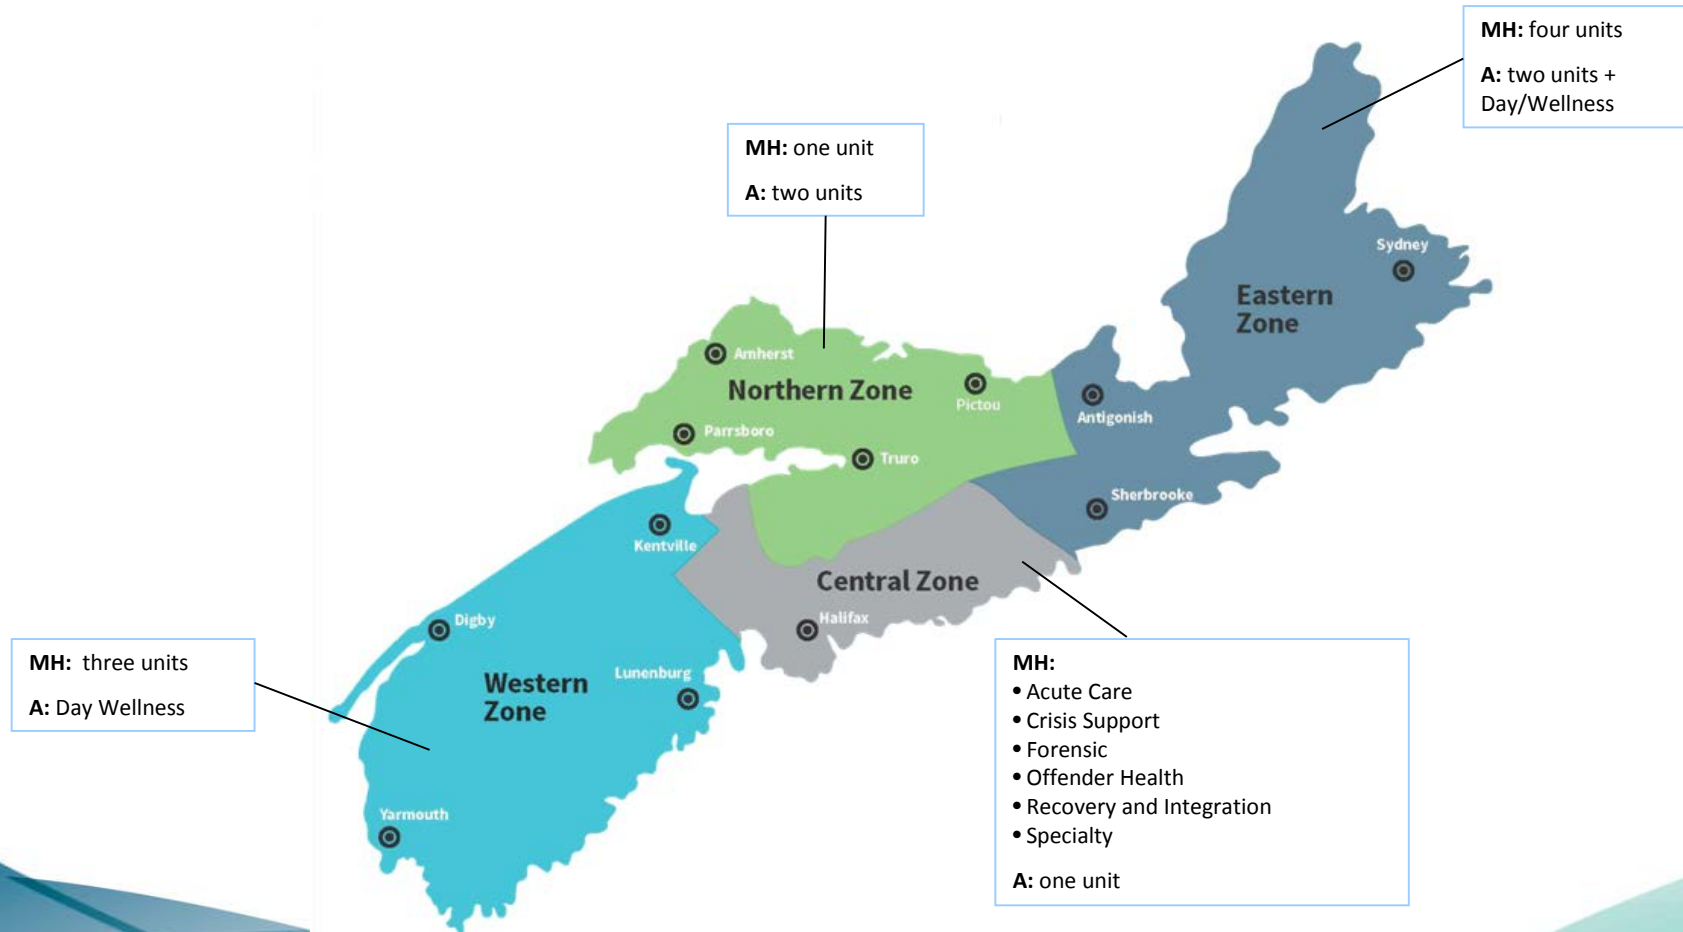 MH: four units
A: two units +
Day/Wellness
MH: one unit
A: two units
Sydney
Eastern
Zone
Amherst
Northern Zone
Pictou
Antigonish
Parrsboro
Truro
Sherbrooke
Kentville
Central Zone
Halifax
Digby
Lunenburg
Western
Zone
Yarmouth
MH: three units
A: Day Wellness
MH:
• Acute Care
• Crisis Support
• Forensic
• Offender Health
• Recovery and Integration
• Specialty
A: one unit